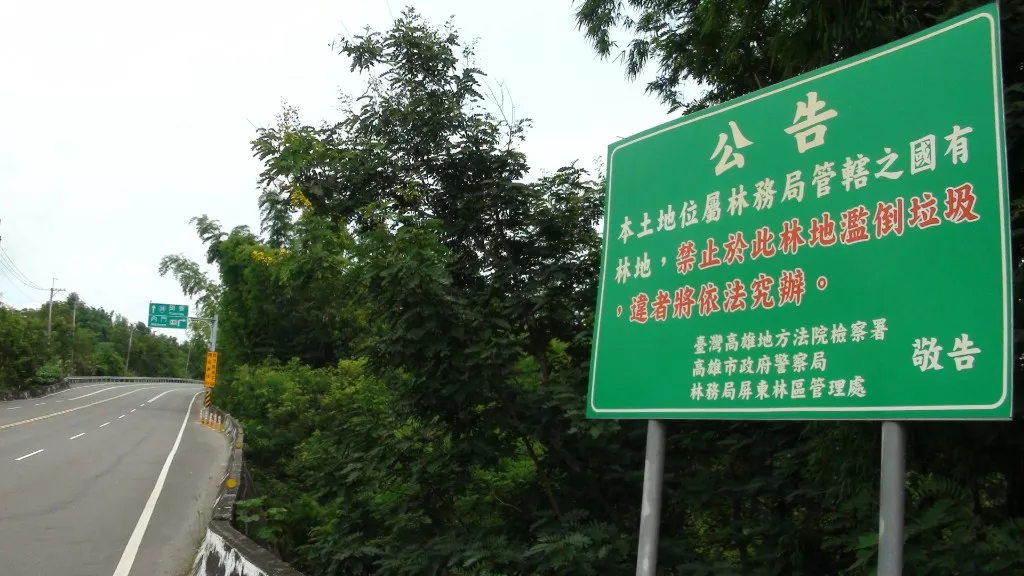 公告
本土地位屬林務局管轄之國有
林地，禁止於此林地濫倒垃圾
，違者將依法究辦。
臺灣高雄地方法院檢察署
高雄市政府警察局
林務局屏東林區管理處
敬告
內門